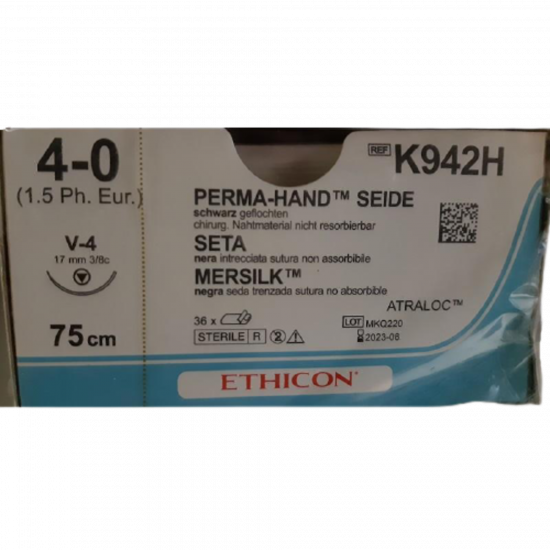 4-0
(1.5 Ph. Eur.)
V-4
17 mm 3/8c
75 cm
REF K942H
PERMA-HAND™ SEIDE
schwarz geflochten
chirurg. Nahtmaterial nicht resorbierbar
SETA
nera intrecciata sutura non assorbibile
MERSILK™
negra seda trenzada sutura no absorbible
ATRALOC™
36 x
LOT MKQ220
STERILE R 2
2023-08
ETHICON